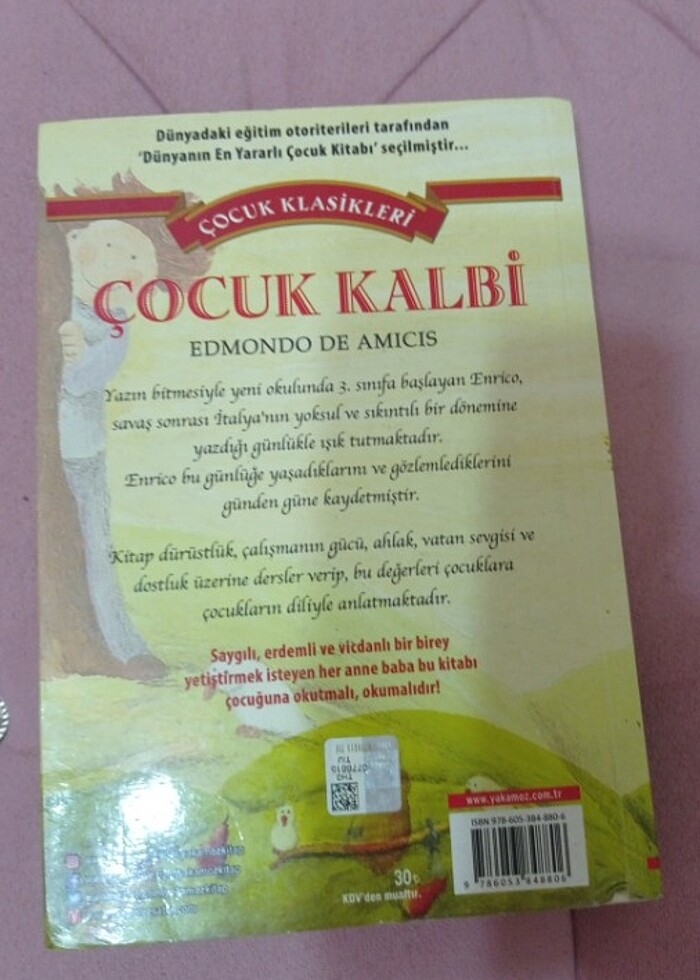 Dünyadaki eğitim otoriterileri tarafından
'Dünyanın En Yararlı Çocuk Kitabı' seçilmiştir...
ÇOCUK KLASİKLERİ
ÇOCUK KALBİ
EDMONDO DE AMICIS
Yazın bitmesiyle yeni okulunda 3. sınıfa başlayan Enrico,
savaş sonrası İtalya'nın yoksul ve sıkıntılı bir dönemine
yazdığı günlükle ışık tutmaktadır.
Enrico bu günlüğe yaşadıklarını ve gözlemlediklerini
günden güne kaydetmiştir.
Kitap dürüstlük, çalışmanın gücü, ahlak, vatan sevgisi ve
dostluk üzerine dersler verip, bu değerleri çocuklara
çocukların diliyle anlatmaktadır.
Saygılı, erdemli ve vicdanlı bir birey
yetiştirmek isteyen her anne baba bu kitabı
çocuğuna okutmalı, okumalıdır!
www.yakamoz.com.tr
ISBN 978-605-384-880-6
9 786053 848806
30₺
KDV'den muaftır.